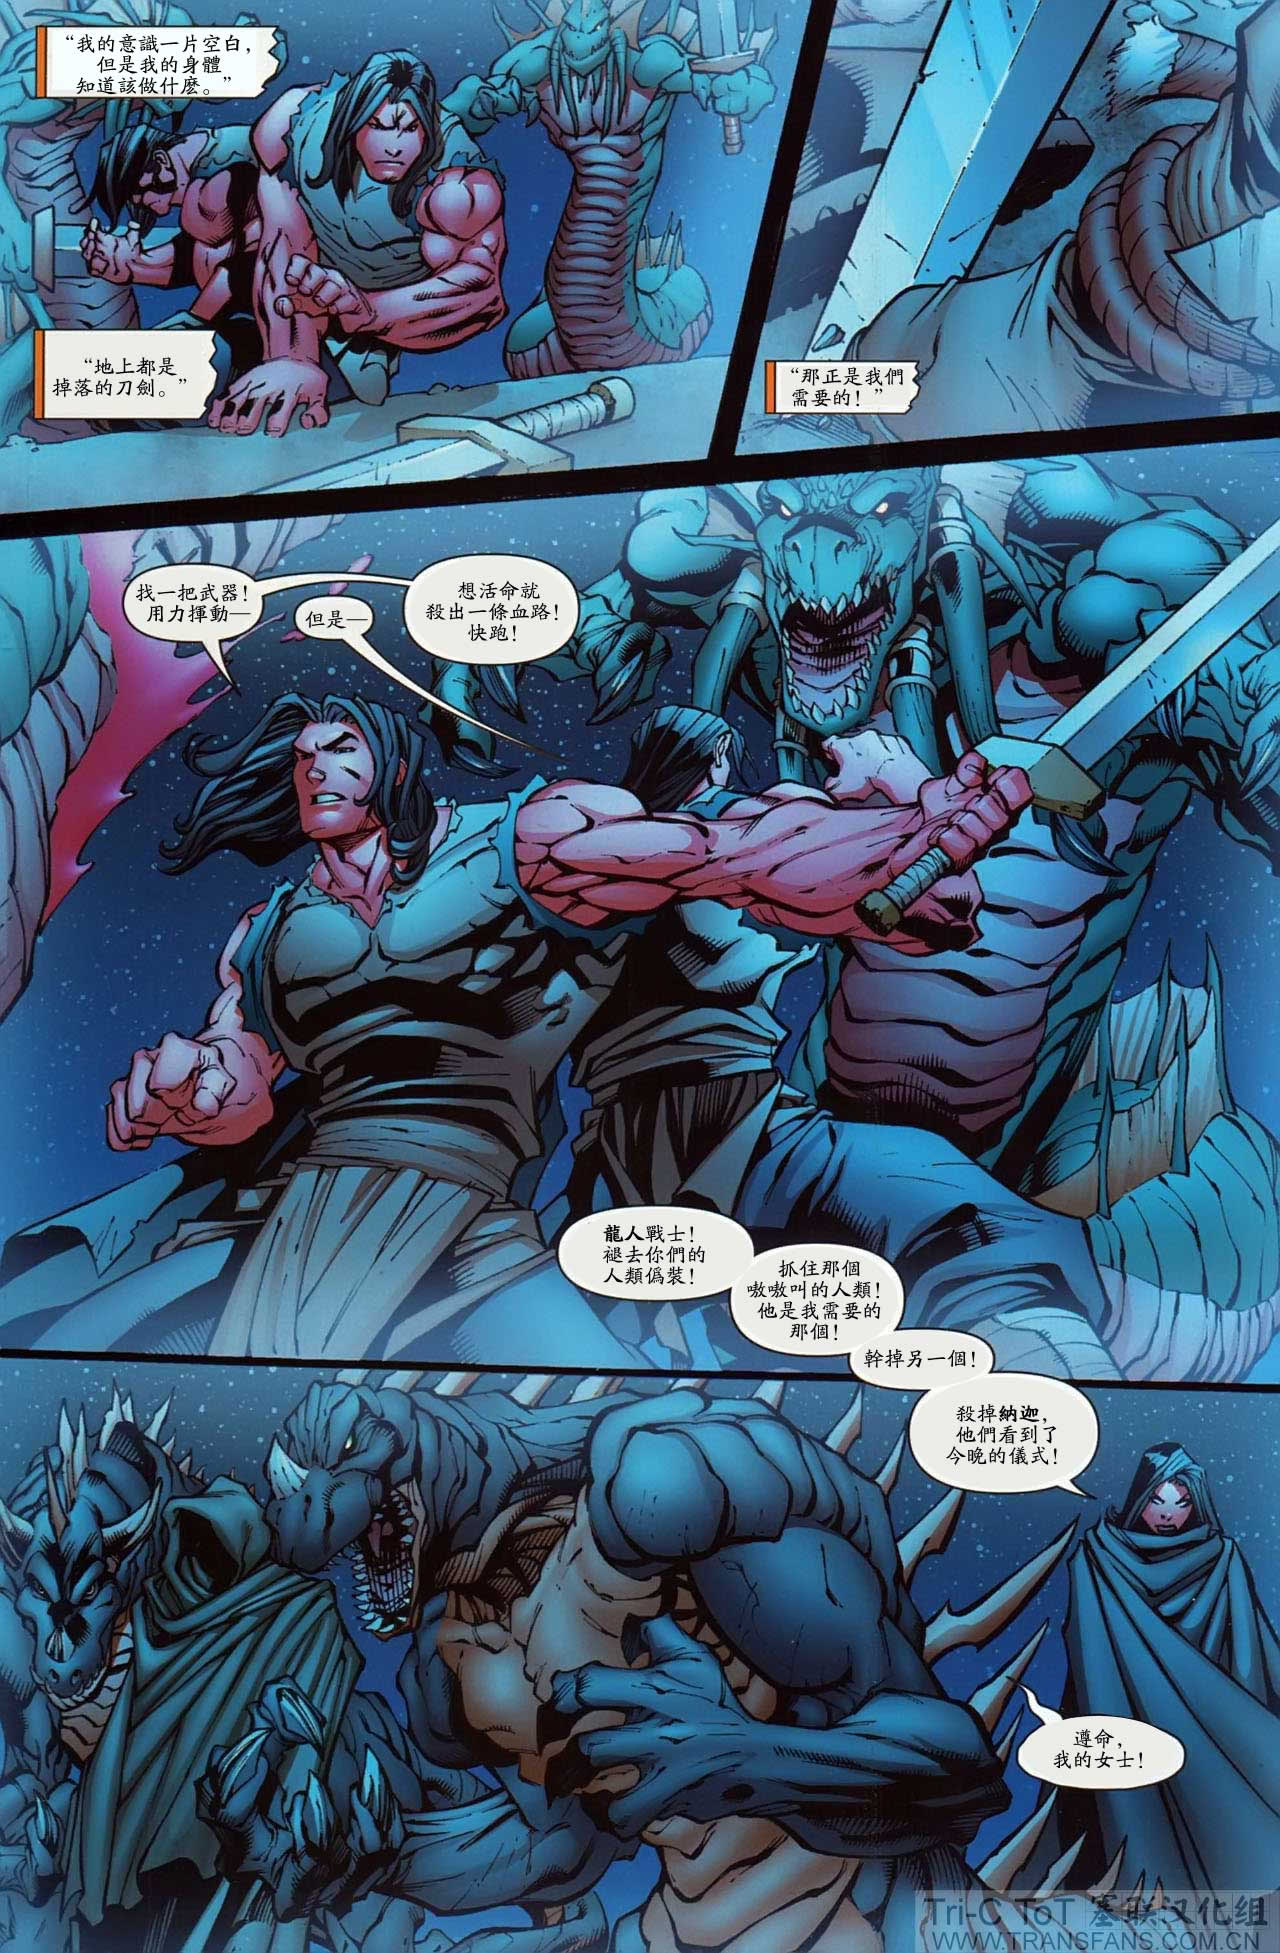 “我的意識一片空白，
但是我的身體
知道該做什麽。”
“地上都是
掉落的刀劍。”
“那正是我們
需要的！”
找一把武器！
用力揮動—
但是—
想活命就
殺出一條血路！
快跑！
龍人戰士！
褪去你們的
人類僞裝！
抓住那個
嗷嗷叫的人類！
他是我需要的
那個！
幹掉另一個！
殺掉納迦，
他們看到了
今晚的儀式！
遵命，
我的女士！
Tri-C ToT 塞联汉化组
WWW.TRANSFANS.COM.CN